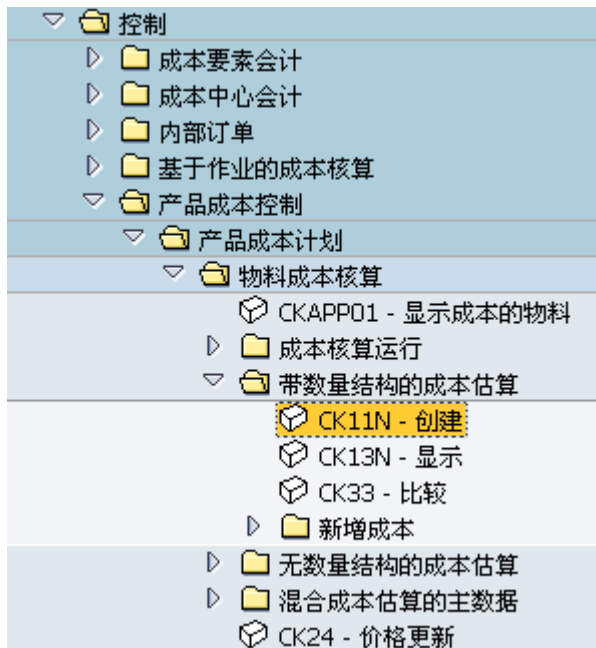 控制
成本要素会计
成本中心会计
内部订单
基于作业的成本核算
产品成本控制
产品成本计划
物料成本核算
CKAPP01 - 显示成本的物料
成本核算运行
带数量结构的成本估算
CK11N - 创建
CK13N - 显示
CK33 - 比较
新增成本
无数量结构的成本估算
混合成本估算的主数据
CK24 - 价格更新